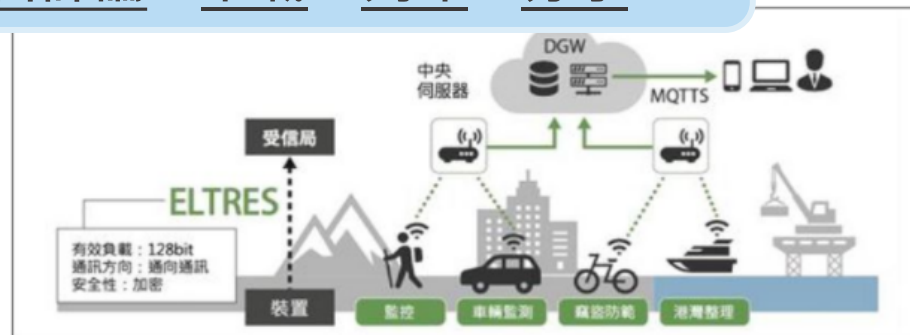 DGW
中央
伺服器
MQTTS
受信局
ELTRES
有效負載：128bit
通訊方向：通向通訊
安全性：加密
裝置
監控
車輛監測
竊盜防範
港灣整理